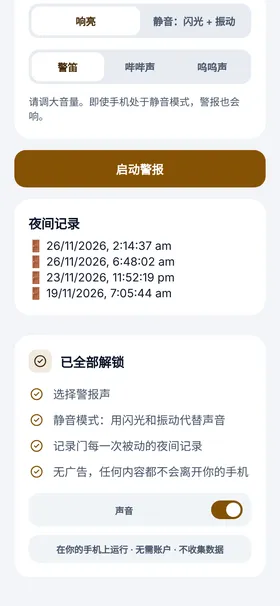 响亮
静音：闪光 + 振动
警笛
哔哔声
呜呜声
请调大音量。即使手机处于静音模式，警报也会
响。
启动警报
夜间记录
🚪 26/11/2026, 2:14:37 am
🚪 26/11/2026, 6:48:02 am
🚪 23/11/2026, 11:52:19 pm
🚪 19/11/2026, 7:05:44 am
已全部解锁
选择警报声
静音模式：用闪光和振动代替声音
记录门每一次被动的夜间记录
无广告，任何内容都不会离开你的手机
声音
在你的手机上运行 · 无需账户 · 不收集数据